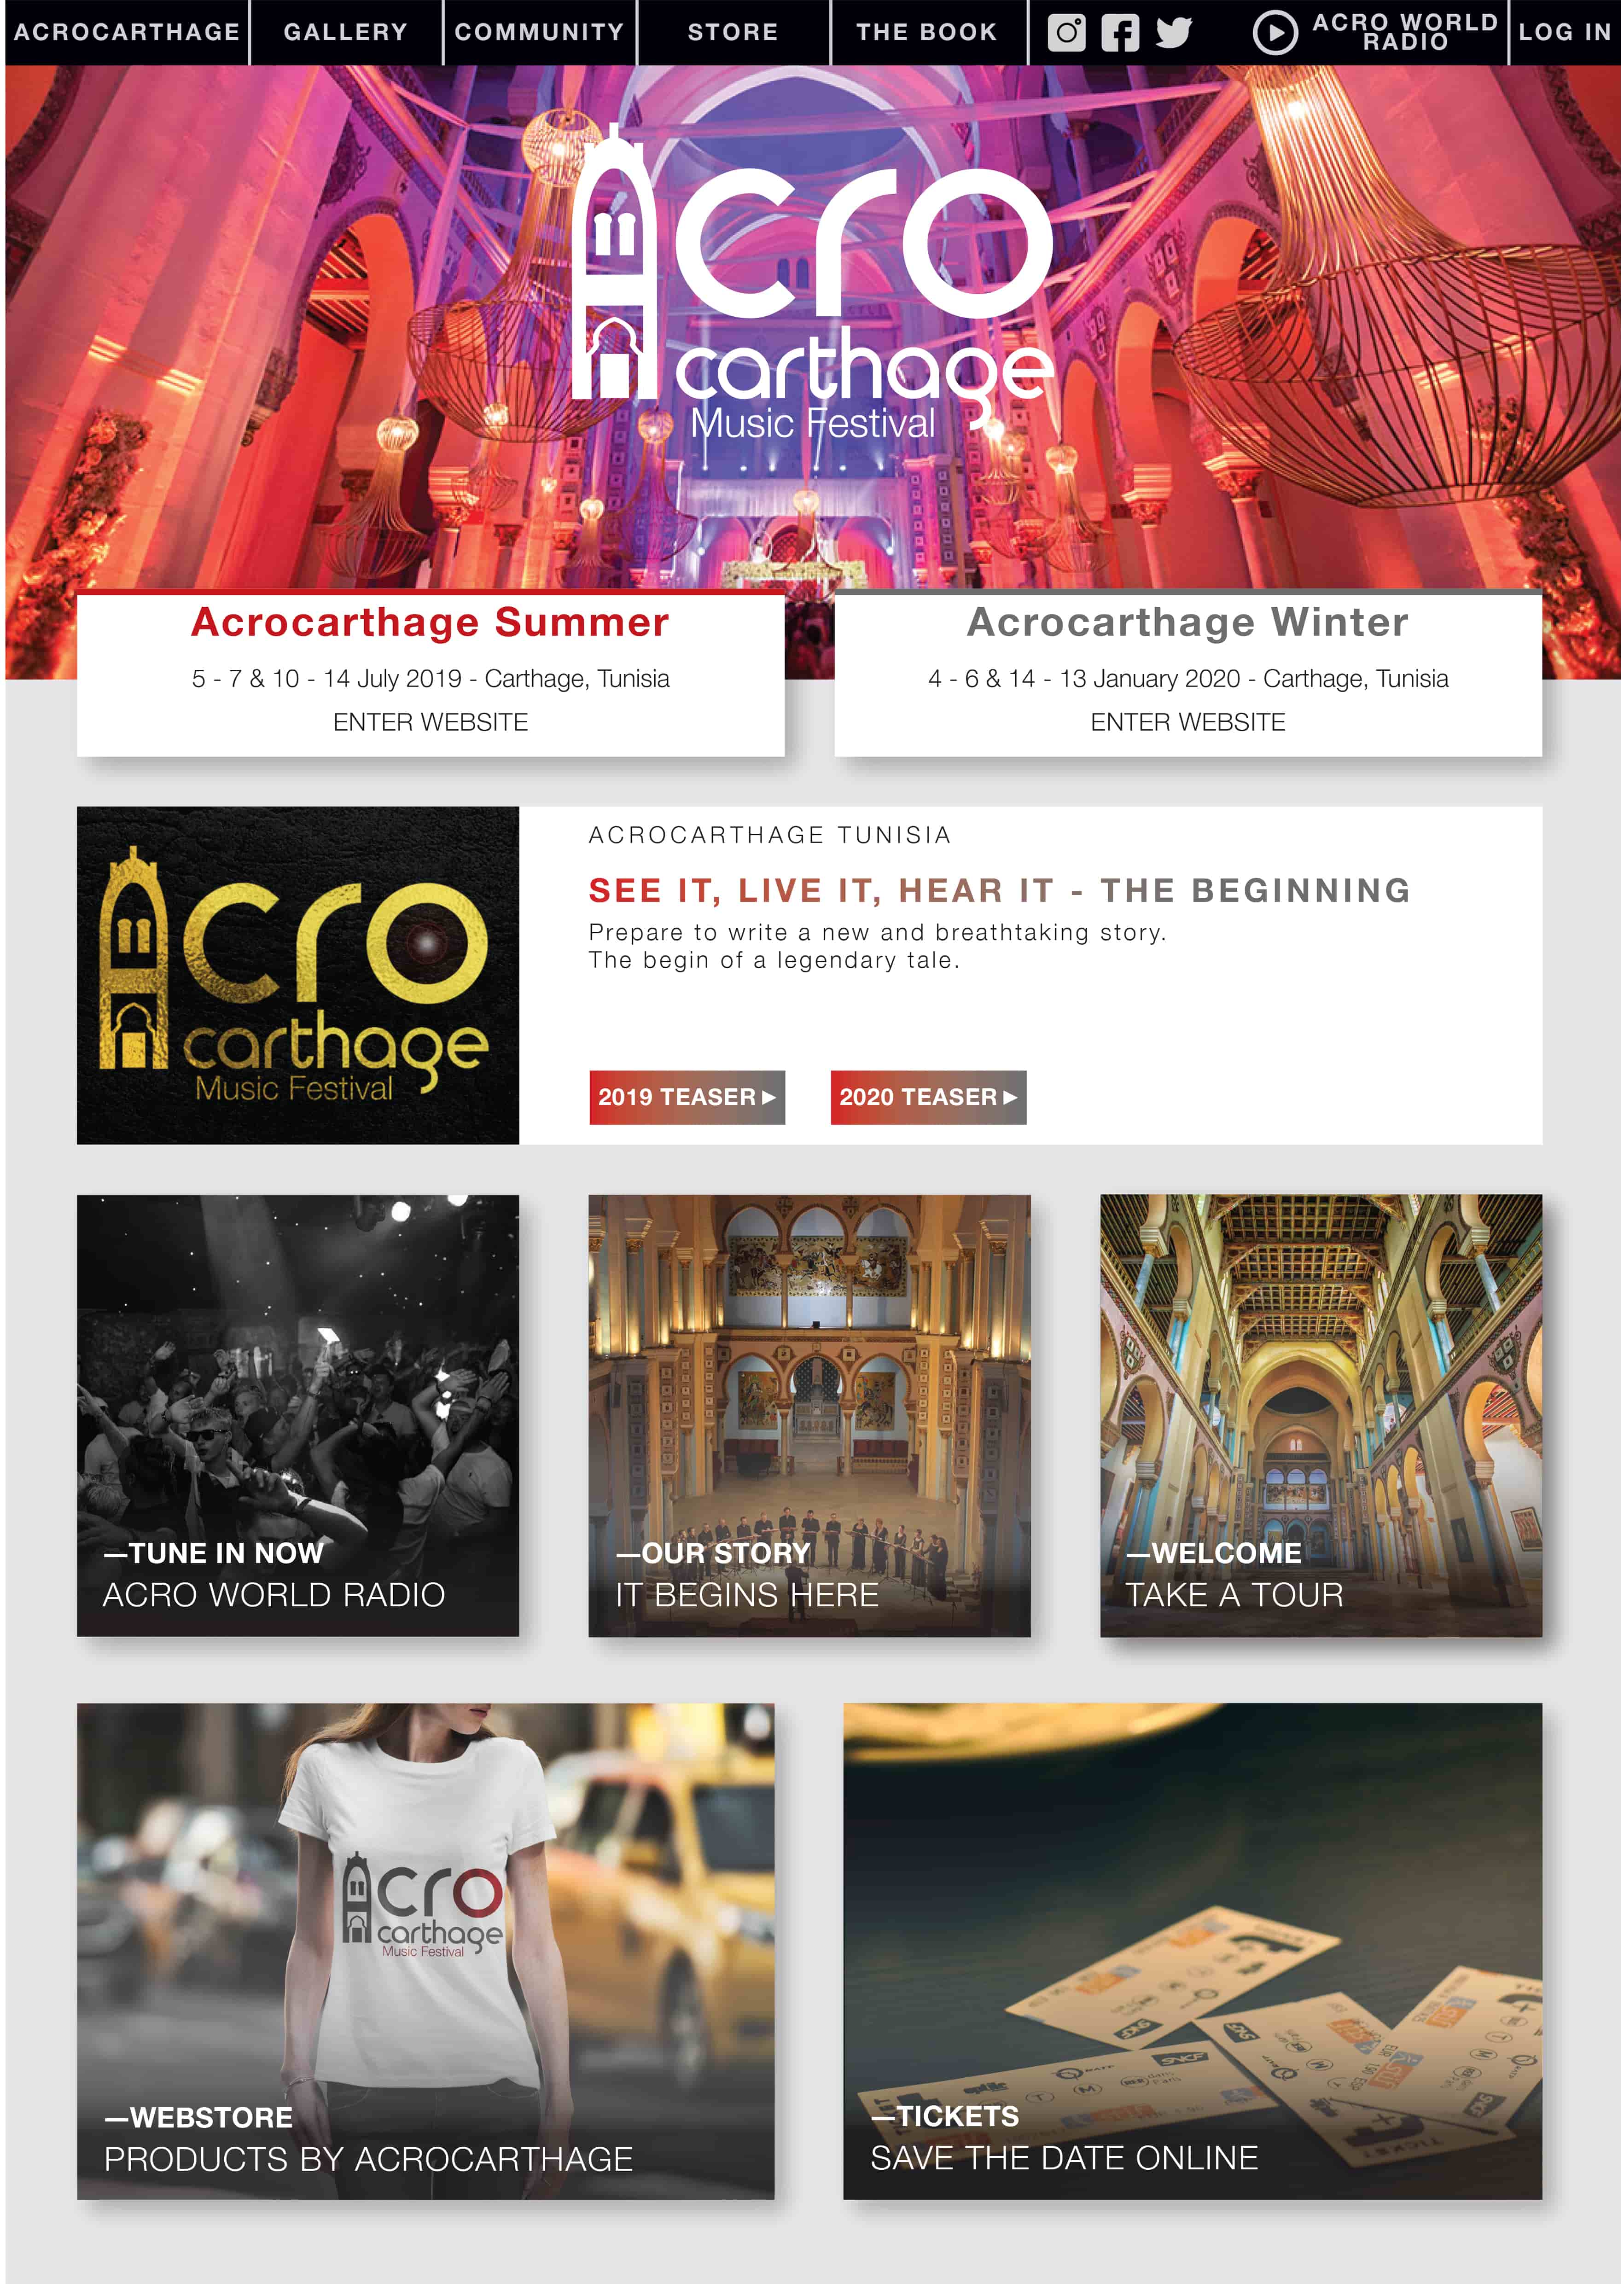 ACROCARTHAGE
GALLERY
COMMUNITY
STORE
THE BOOK
ACRO WORLD
RADIO
LOG IN
Acro
carthage
Music Festival
Acrocarthage Summer
5 - 7 & 10 - 14 July 2019 - Carthage, Tunisia
ENTER WEBSITE
Acrocarthage Winter
4 - 6 & 14 - 13 January 2020 - Carthage, Tunisia
ENTER WEBSITE
Acro
carthage
Music Festival
ACROCARTHAGE TUNISIA
SEE IT, LIVE IT, HEAR IT - THE BEGINNING
Prepare to write a new and breathtaking story.
The begin of a legendary tale.
2019 TEASER
2020 TEASER
—TUNE IN NOW
ACRO WORLD RADIO
—OUR STORY
IT BEGINS HERE
—WELCOME
TAKE A TOUR
Acro
carthage
Music Festival
—WEBSTORE
PRODUCTS BY ACROCARTHAGE
SNCF
TICKET
—TICKETS
SAVE THE DATE ONLINE